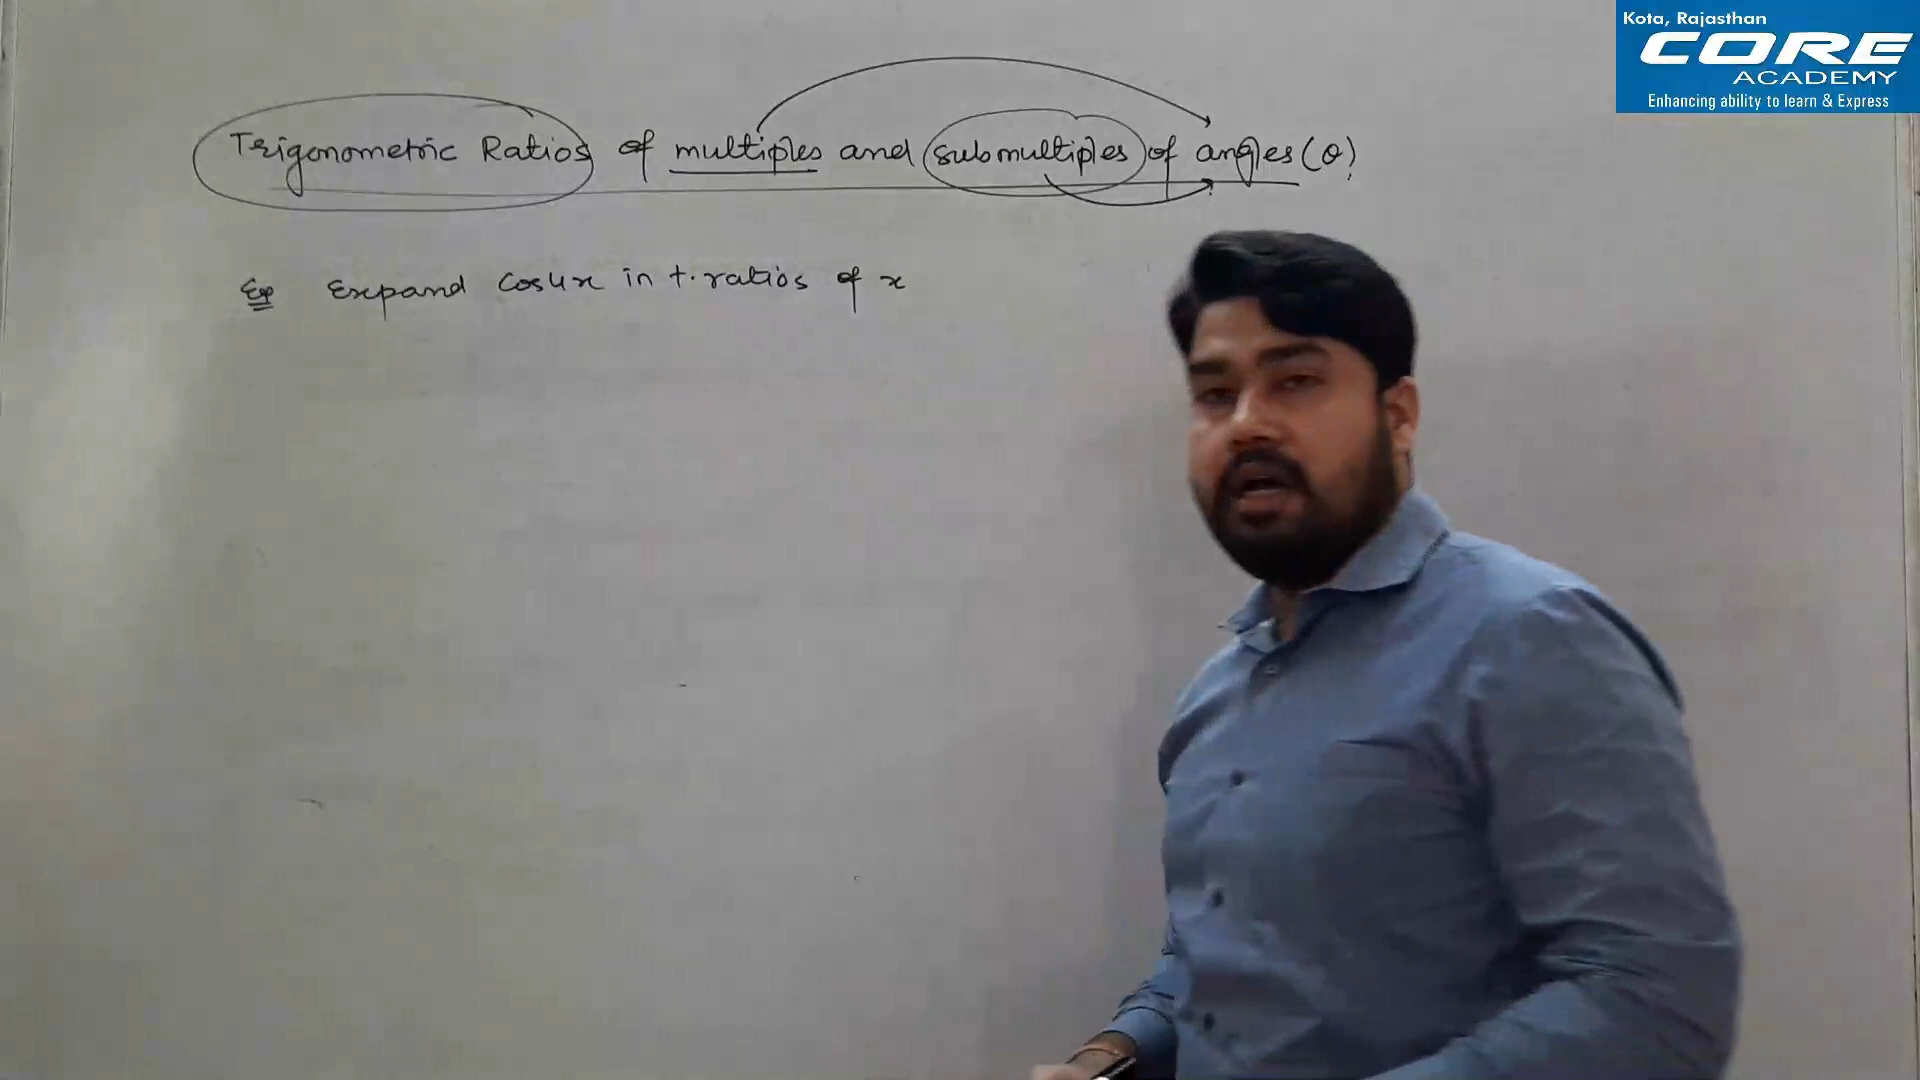 Kota, Rajasthan
CORE
ACADEMY
Enhancing ability to learn & Express
Trigonometric Ratios of multiples and submultiples of angles (θ)
Exp Expand Cos4x in t.ratios of x